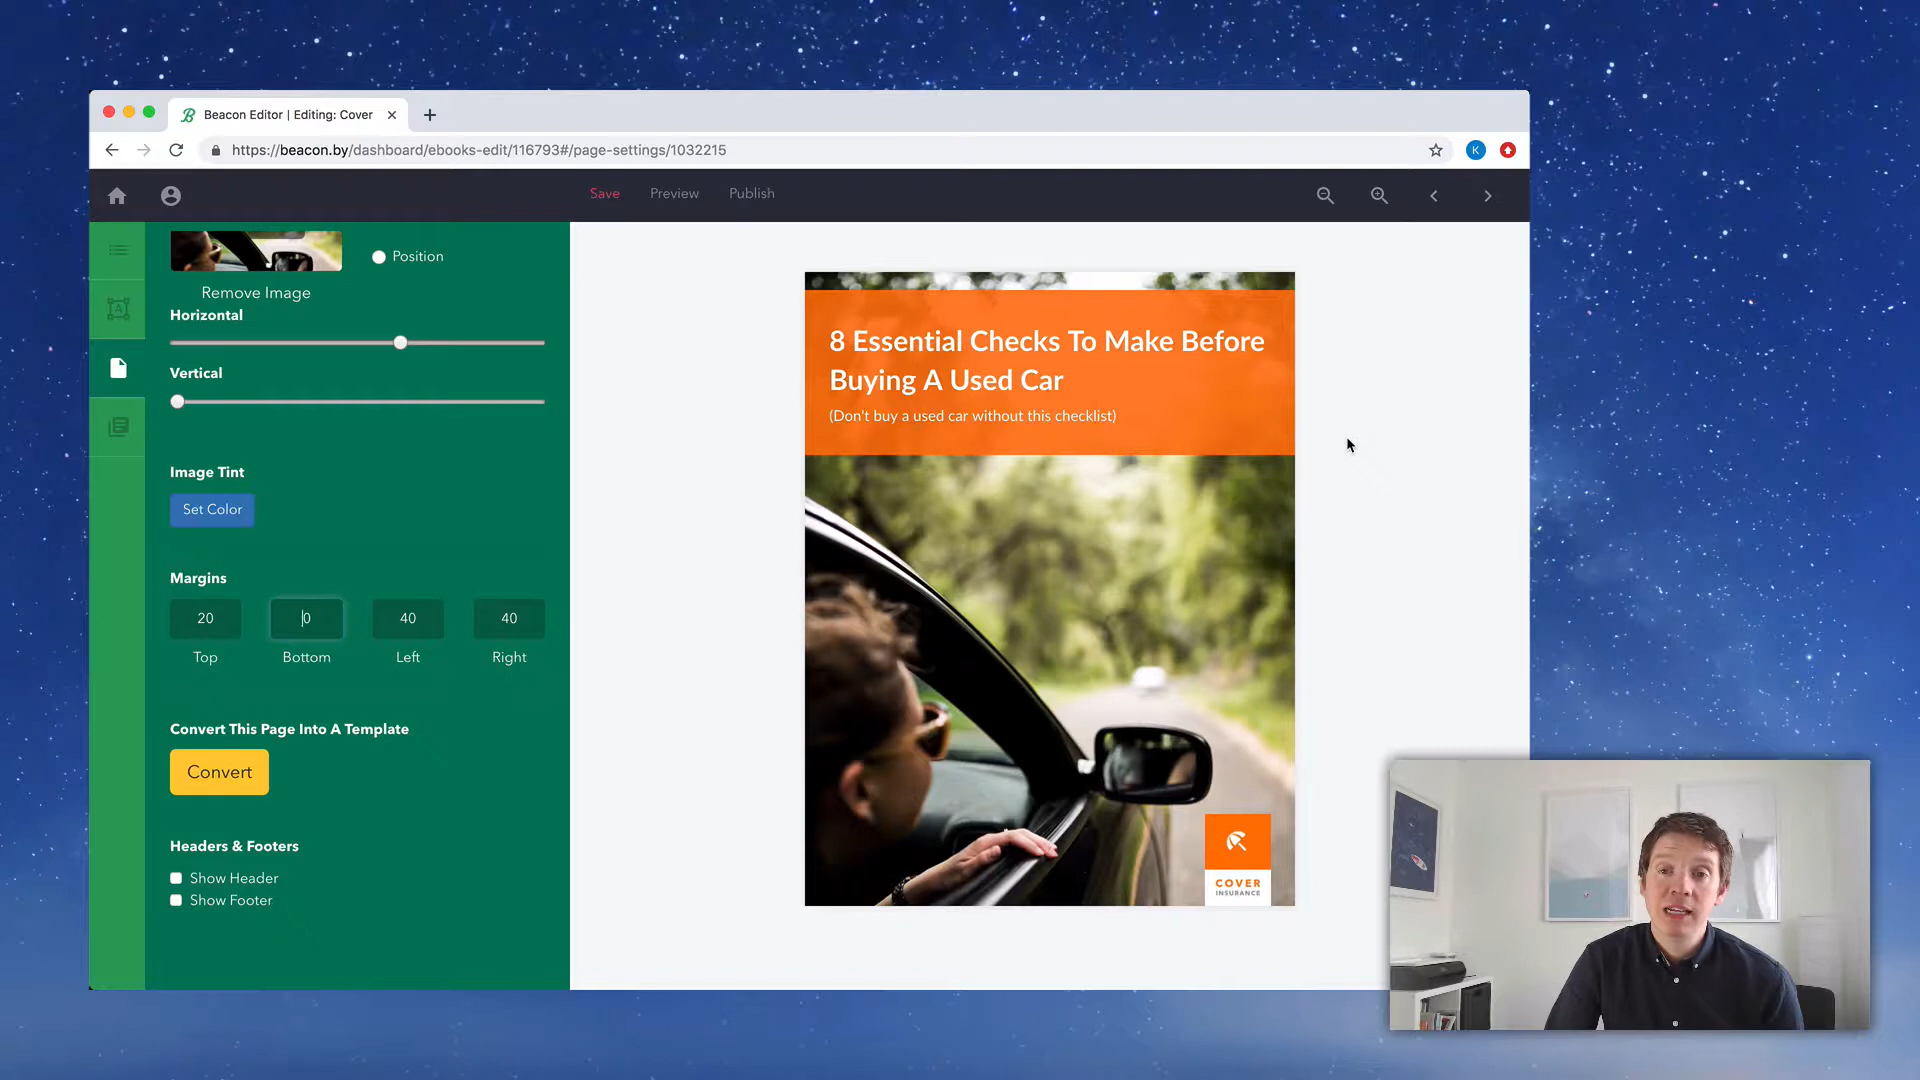 Beacon Editor | Editing: Cover
https://beacon.by/dashboard/ebooks-edit/116793#/page-settings/1032215
K
Save Preview Publish
Position
Remove Image
Horizontal
Vertical
Image Tint
Set Color
Margins
20 0 40 40
Top Bottom Left Right
Convert This Page Into A Template
Convert
Headers & Footers
Show Header
Show Footer
8 Essential Checks To Make Before
Buying A Used Car
(Don't buy a used car without this checklist)
COVER
INSURANCE